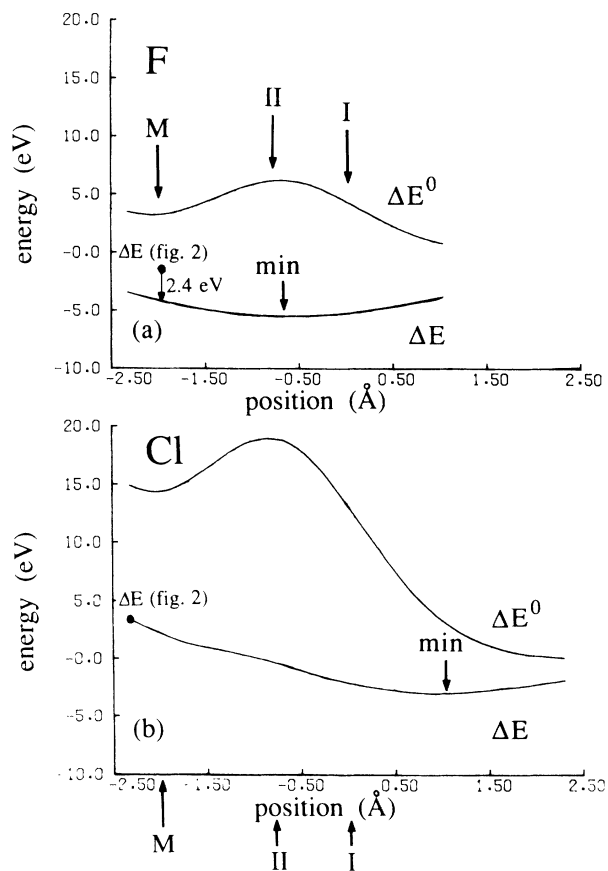 20.0
F
15.0
II
I
M
10.0
energy (eV)
5.0
ΔE⁰
-0.0
ΔE (fig. 2)
min
2.4 eV
-5.0
(a)
ΔE
-10.0
-2.50 -1.50 -0.50 0.50 1.50 2.50
position (Å)
20.0
Cl
15.0
10.0
energy (eV)
5.0
ΔE (fig. 2)
ΔE⁰
min
-0.0
-5.0
(b)
ΔE
-10.0
-2.50 -1.50 -0.50 0.50 1.50 2.50
position (Å)
M
II
I